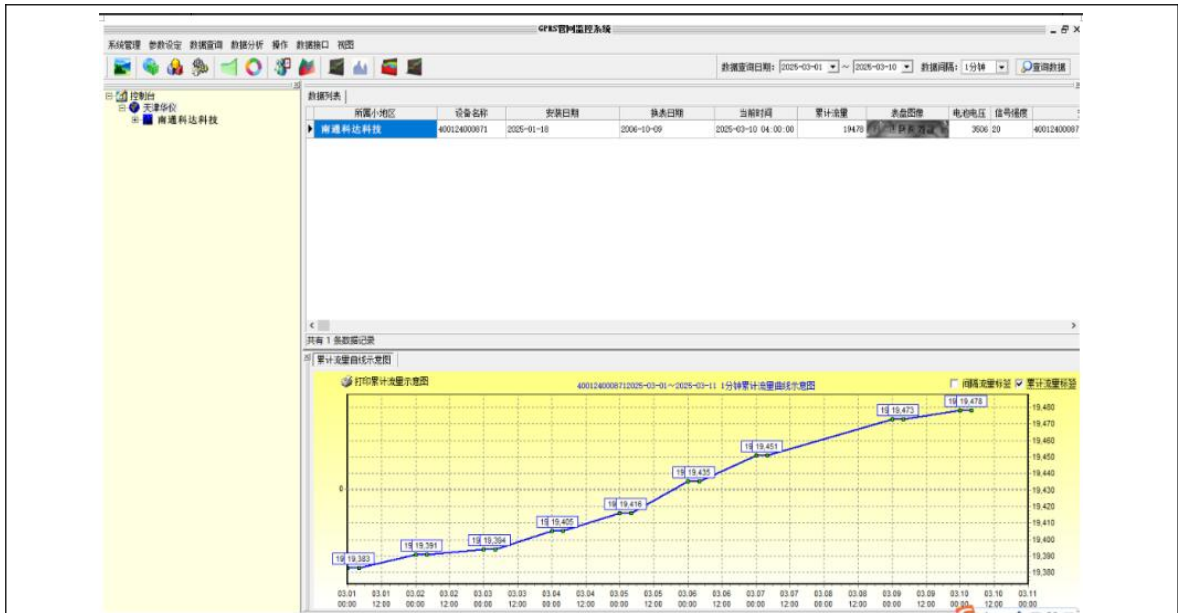 GPRS管网监控系统
系统管理 参数设定 数据查询 数据分析 操作 数据接口 视图
数据查询日期: 2025-03-01 ~ 2025-03-10 数据间隔: 1分钟 查询数据
控制台
天津华仪
南通科达科技
数据列表
所属小地区 设备名称 安装日期 换表日期 当前时间 累计流量 表盘图像 电池电压 信号强度
南通科达科技 400124000871 2025-01-18 2006-10-09 2025-03-10 04:00:00 19478 3506 20 40012400087
共有 1 条数据记录
累计流量曲线示意图
打印累计流量示意图 4001240008712025-03-01~2025-03-11 1分钟累计流量曲线示意图 间隔流量标签 累计流量标签
19 19,478
19,480
19 19,473
19,470
19,460
19 19,451
19,450
19 19,435
19,440
0
19,430
19 19,416
19,420
19 19,405
19,410
19 19,394
19,400
19 19,391
19,390
19 19,383
19,380
03.01 03.01 03.02 03.02 03.03 03.03 03.04 03.04 03.05 03.05 03.06 03.06 03.07 03.07 03.08 03.08 03.09 03.09 03.10 03.10 03.11
00:00 12:00 00:00 12:00 00:00 12:00 00:00 12:00 00:00 12:00 00:00 12:00 00:00 12:00 00:00 12:00 00:00 12:00 00:00 12:00 00:00